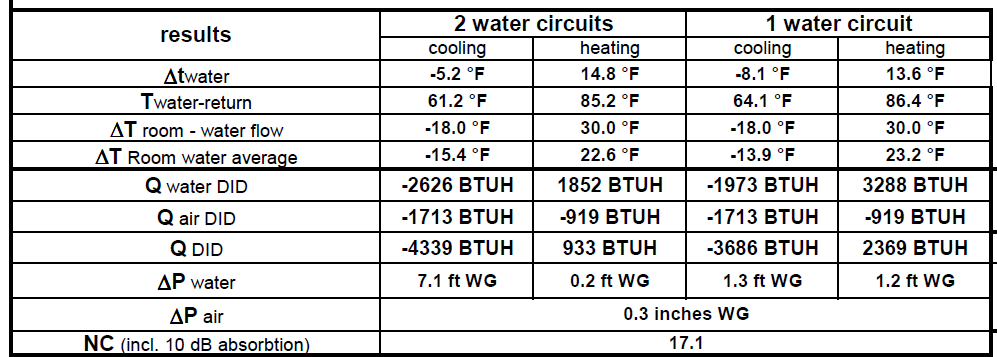 results 2 water circuits 1 water circuit
cooling heating cooling heating
Δtwater -5.2 °F 14.8 °F -8.1 °F 13.6 °F
Twater-return 61.2 °F 85.2 °F 64.1 °F 86.4 °F
ΔT room - water flow -18.0 °F 30.0 °F -18.0 °F 30.0 °F
ΔT Room water average -15.4 °F 22.6 °F -13.9 °F 23.2 °F
Q water DID -2626 BTUH 1852 BTUH -1973 BTUH 3288 BTUH
Q air DID -1713 BTUH -919 BTUH -1713 BTUH -919 BTUH
Q DID -4339 BTUH 933 BTUH -3686 BTUH 2369 BTUH
ΔP water 7.1 ft WG 0.2 ft WG 1.3 ft WG 1.2 ft WG
ΔP air 0.3 inches WG
NC (incl. 10 dB absorbtion) 17.1